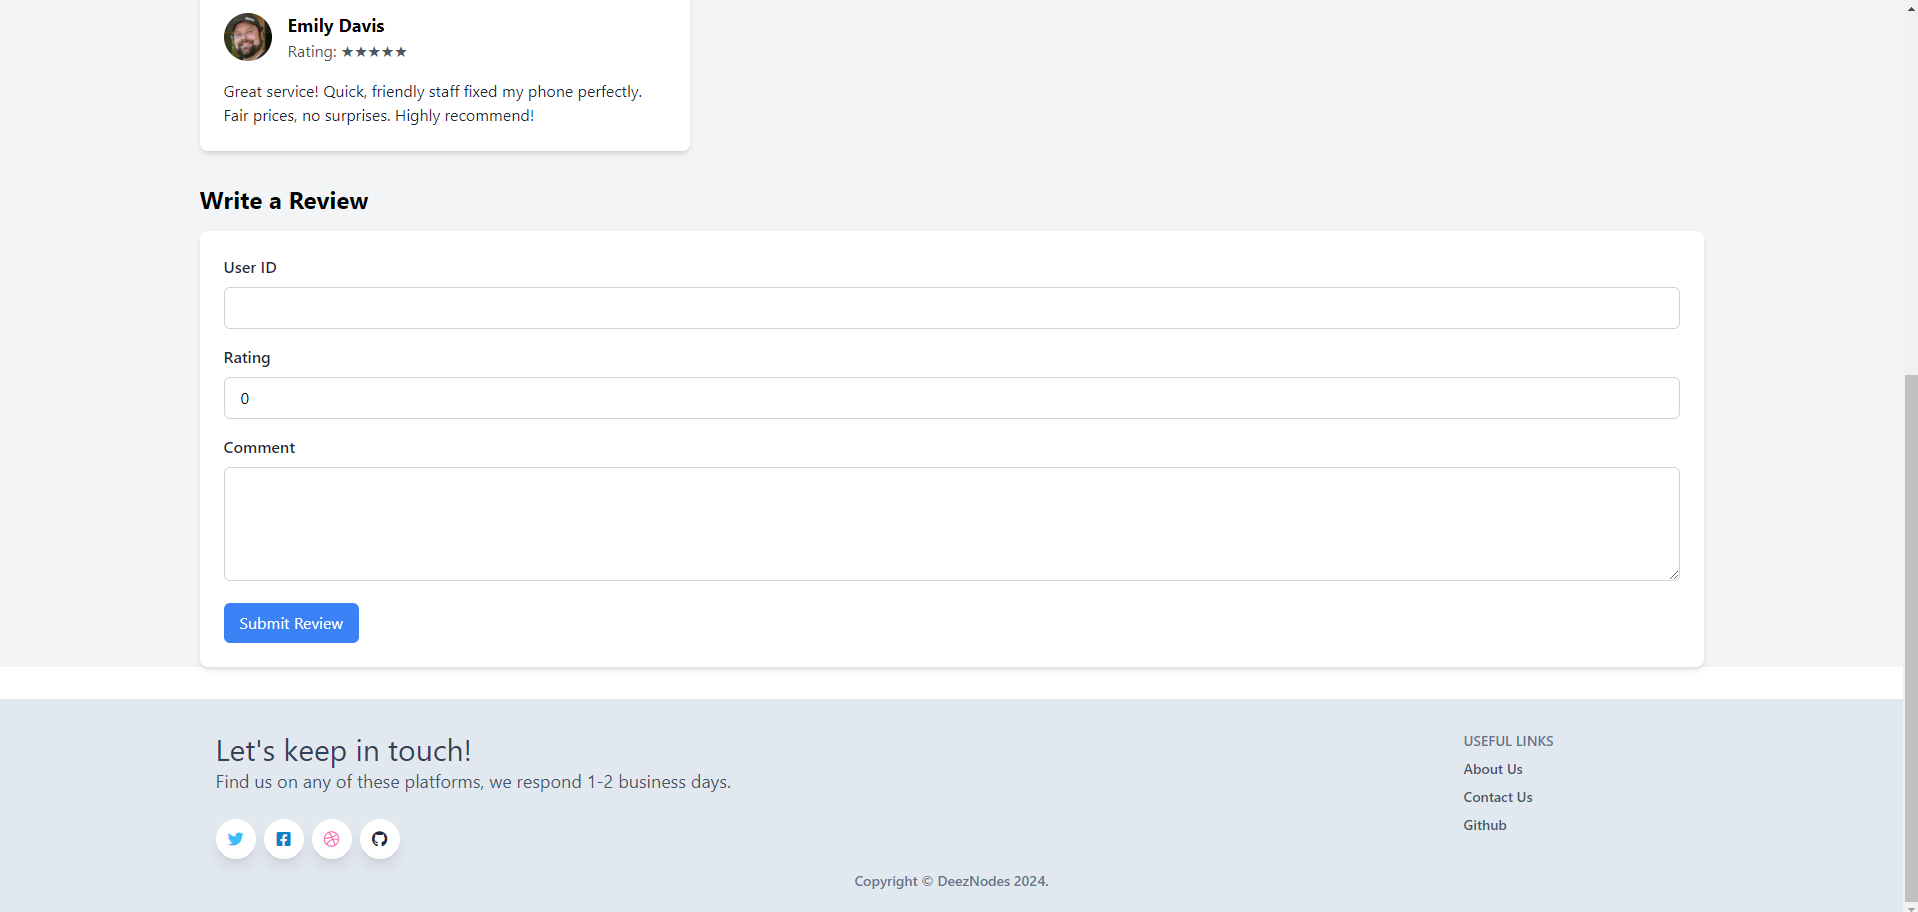 Emily Davis
Rating: ★★★★★
Great service! Quick, friendly staff fixed my phone perfectly.
Fair prices, no surprises. Highly recommend!
Write a Review
User ID
Rating
0
Comment
Submit Review
Let's keep in touch!
Find us on any of these platforms, we respond 1-2 business days.
USEFUL LINKS
About Us
Contact Us
Github
Copyright © DeezNodes 2024.